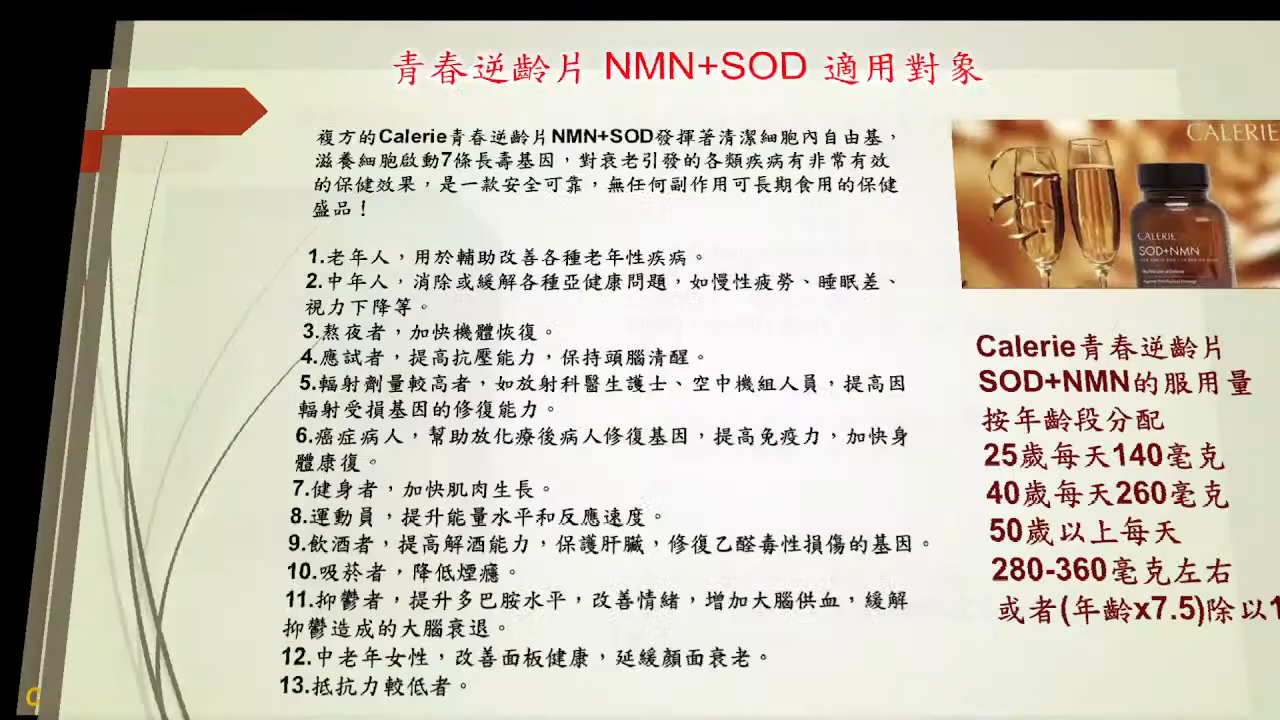 青春逆齡片 NMN+SOD 適用對象
複方的Calerie青春逆齡片NMN+SOD發揮著清潔細胞內自由基，
滋養細胞啟動7條長壽基因，對衰老引發的各類疾病有非常有效
的保健效果，是一款安全可靠，無任何副作用可長期食用的保健
盛品！
1.老年人，用於輔助改善各種老年性疾病。
2.中年人，消除或緩解各種亞健康問題，如慢性疲勞、睡眠差、
視力下降等。
3.熬夜者，加快機體恢復。
4.應試者，提高抗壓能力，保持頭腦清醒。
5.輻射劑量較高者，如放射科醫生護士、空中機組人員，提高因
輻射受損基因的修復能力。
6.癌症病人，幫助放化療後病人修復基因，提高免疫力，加快身
體康復。
7.健身者，加快肌肉生長。
8.運動員，提升能量水平和反應速度。
9.飲酒者，提高解酒能力，保護肝臟，修復乙醛毒性損傷的基因。
10.吸菸者，降低煙癮。
11.抑鬱者，提升多巴胺水平，改善情緒，增加大腦供血，緩解
抑鬱造成的大腦衰退。
12.中老年女性，改善面板健康，延緩顏面衰老。
13.抵抗力較低者。
CALERIE
CALERIE
SOD+NMN
Calerie青春逆齡片
SOD+NMN的服用量
按年齡段分配
25歲每天140毫克
40歲每天260毫克
50歲以上每天
280-360毫克左右
或者(年齡x7.5)除以1